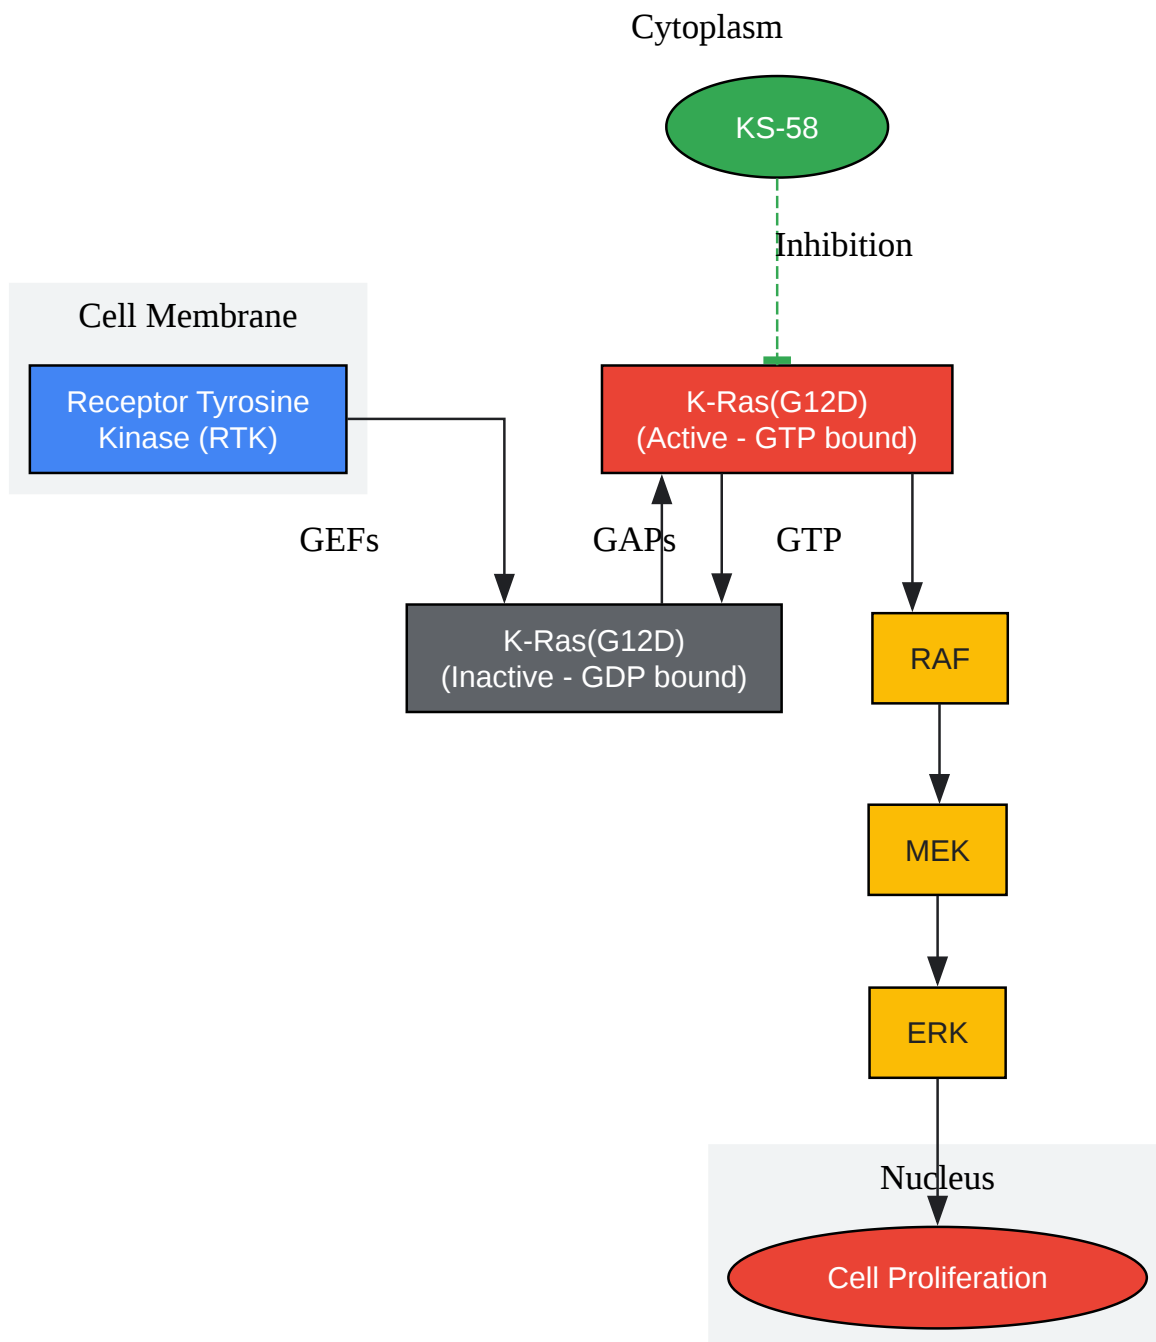 Cytoplasm
KS-58
Inhibition
Cell Membrane
Receptor Tyrosine
Kinase (RTK)
K-Ras(G12D)
(Active - GTP bound)
GEFs
GAPs
GTP
K-Ras(G12D)
(Inactive - GDP bound)
RAF
MEK
ERK
Nucleus
Cell Proliferation